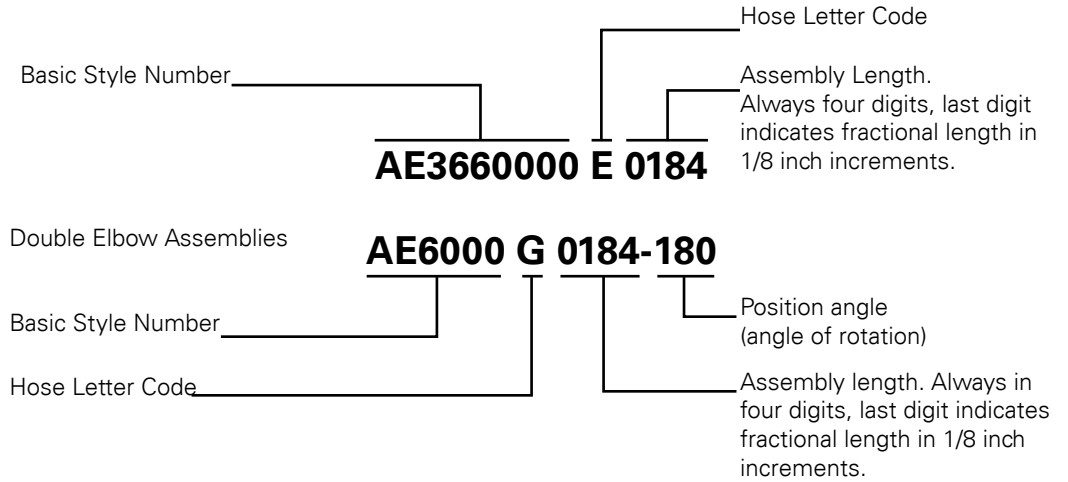 Hose Letter Code
Basic Style Number
Assembly Length.
Always four digits, last digit
indicates fractional length in
1/8 inch increments.
AE3660000 E 0184
Double Elbow Assemblies
AE6000 G 0184-180
Basic Style Number
Hose Letter Code
Position angle
(angle of rotation)
Assembly length. Always in
four digits, last digit indicates
fractional length in 1/8 inch
increments.